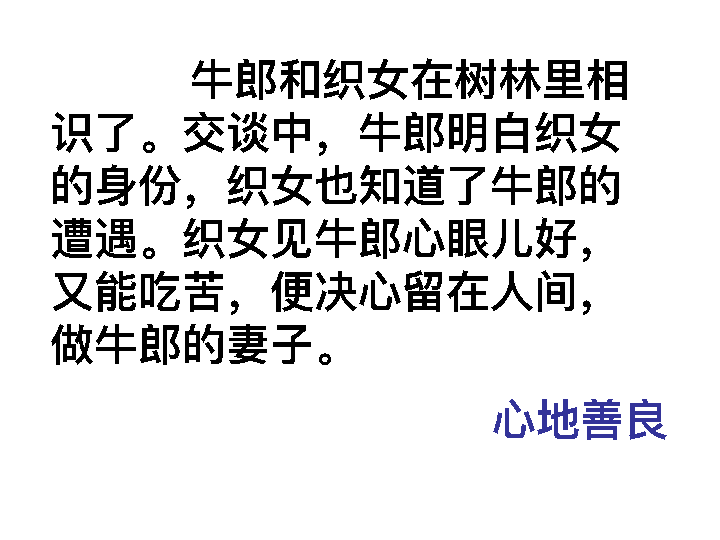 牛郎和织女在树林里相
识了。交谈中，牛郎明白织女
的身份，织女也知道了牛郎的
遭遇。织女见牛郎心眼儿好，
又能吃苦，便决心留在人间，
做牛郎的妻子。
心地善良